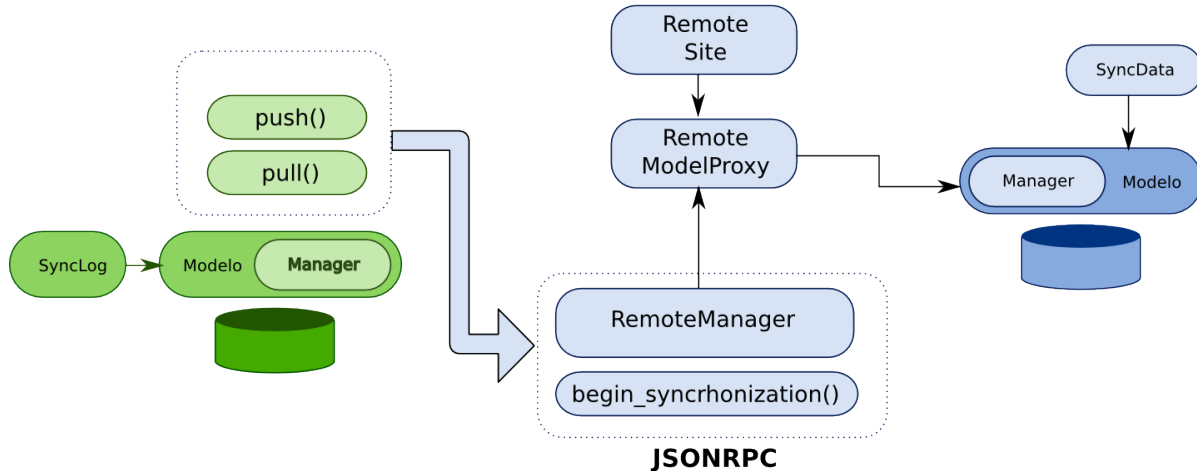 push()
pull()
SyncLog
Modelo
Manager
Remote
Site
Remote
ModelProxy
SyncData
Manager
Modelo
RemoteManager
begin_syncrhonization()
JSONRPC